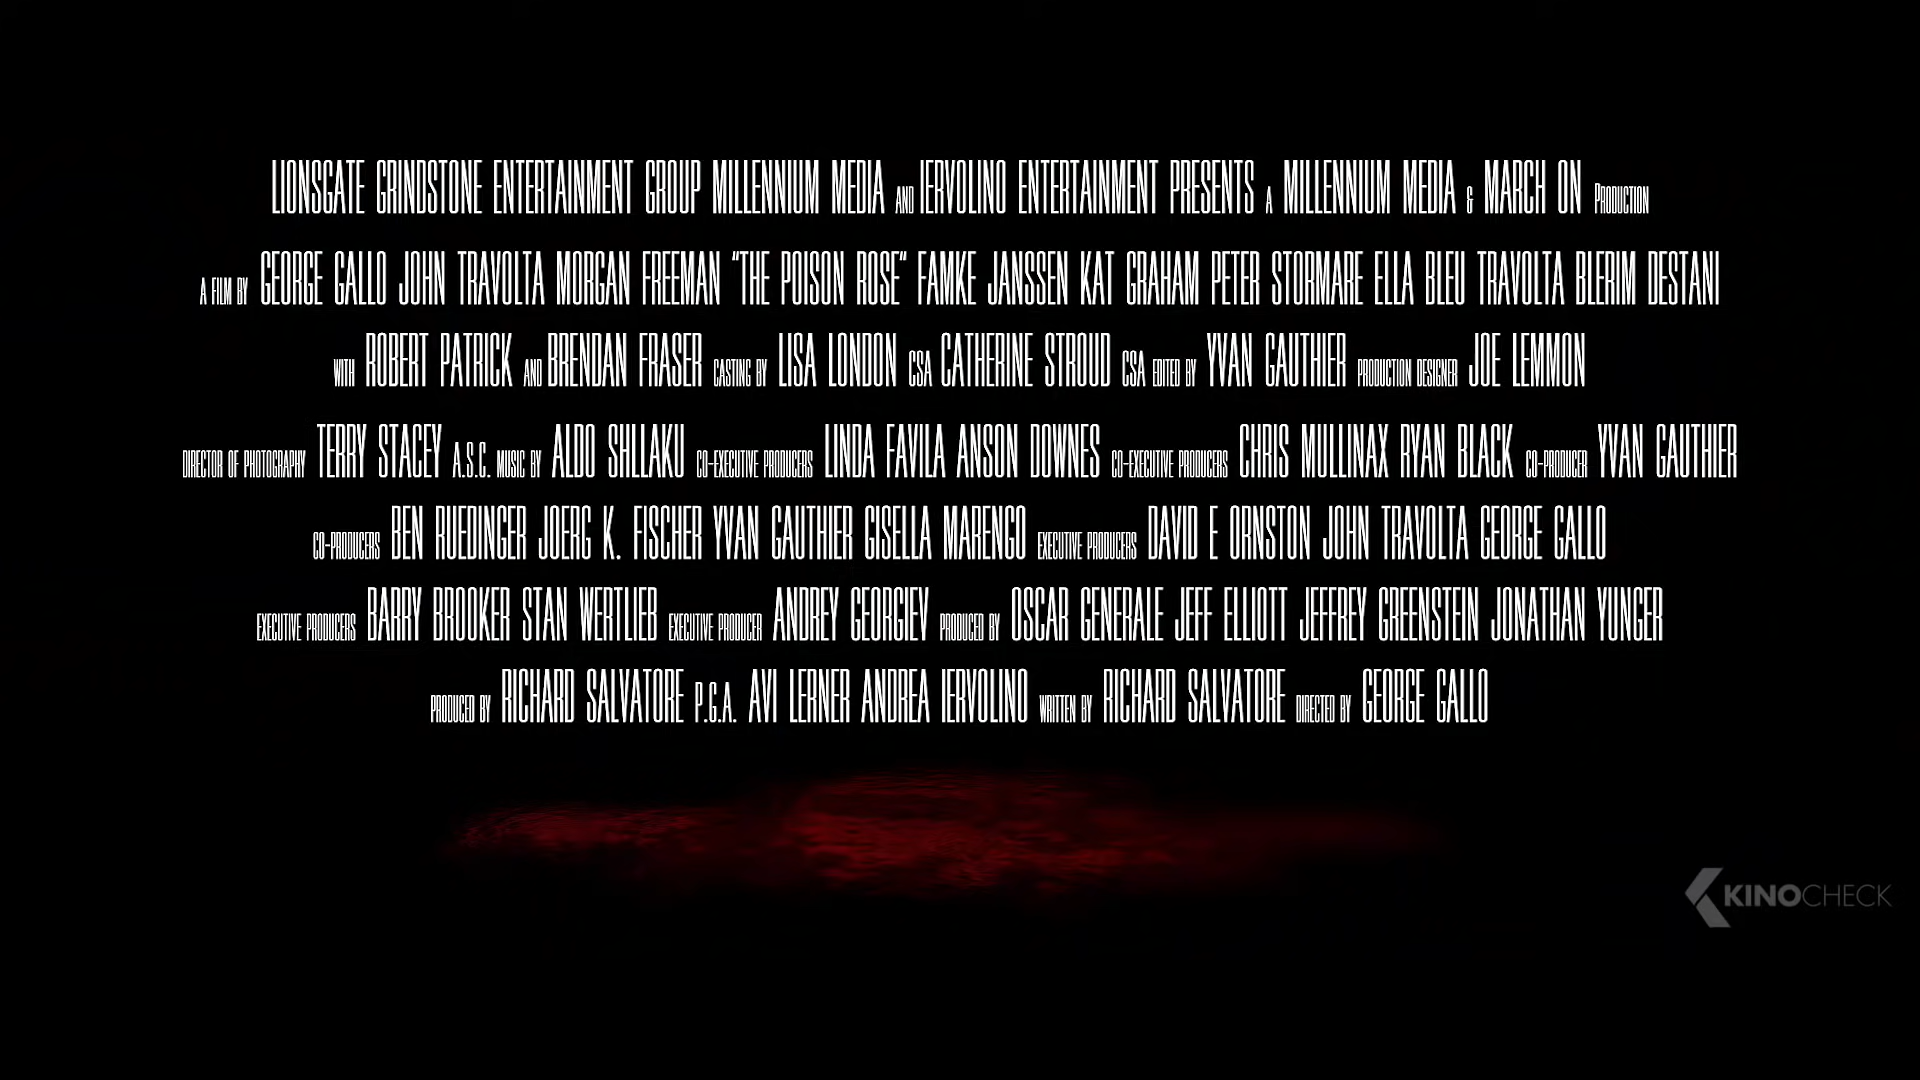 LIONSGATE GRINDSTONE ENTERTAINMENT GROUP MILLENNIUM MEDIA AND IERVOLINO ENTERTAINMENT PRESENTS A MILLENNIUM MEDIA & MARCH ON PRODUCTION
A FILM BY GEORGE GALLO JOHN TRAVOLTA MORGAN FREEMAN "THE POISON ROSE" FAMKE JANSSEN KAT GRAHAM PETER STORMARE ELLA BLEU TRAVOLTA BLERIM DESTANI
WITH ROBERT PATRICK AND BRENDAN FRASER CASTING BY LISA LONDON CSA CATHERINE STROUD CSA EDITED BY YVAN GAUTHIER PRODUCTION DESIGNER JOE LEMMON
DIRECTOR OF PHOTOGRAPHY TERRY STACEY A.S.C. MUSIC BY ALDO SHLLAKU CO-EXECUTIVE PRODUCERS LINDA FAVILA ANSON DOWNES CO-EXECUTIVE PRODUCERS CHRIS MULLINAX RYAN BLACK CO-PRODUCER YVAN GAUTHIER
CO-PRODUCERS BEN RUEDINGER JOERG K. FISCHER YVAN GAUTHIER GISELLA MARENGO EXECUTIVE PRODUCERS DAVID E ORNSTON JOHN TRAVOLTA GEORGE GALLO
EXECUTIVE PRODUCERS BARRY BROOKER STAN WERTLIEB EXECUTIVE PRODUCER ANDREY GEORGIEV PRODUCED BY OSCAR GENERALE JEFF ELLIOTT JEFFREY GREENSTEIN JONATHAN YUNGER
PRODUCED BY RICHARD SALVATORE P.G.A. AVI LERNER ANDREA IERVOLINO WRITTEN BY RICHARD SALVATORE DIRECTED BY GEORGE GALLO
KINOCHECK